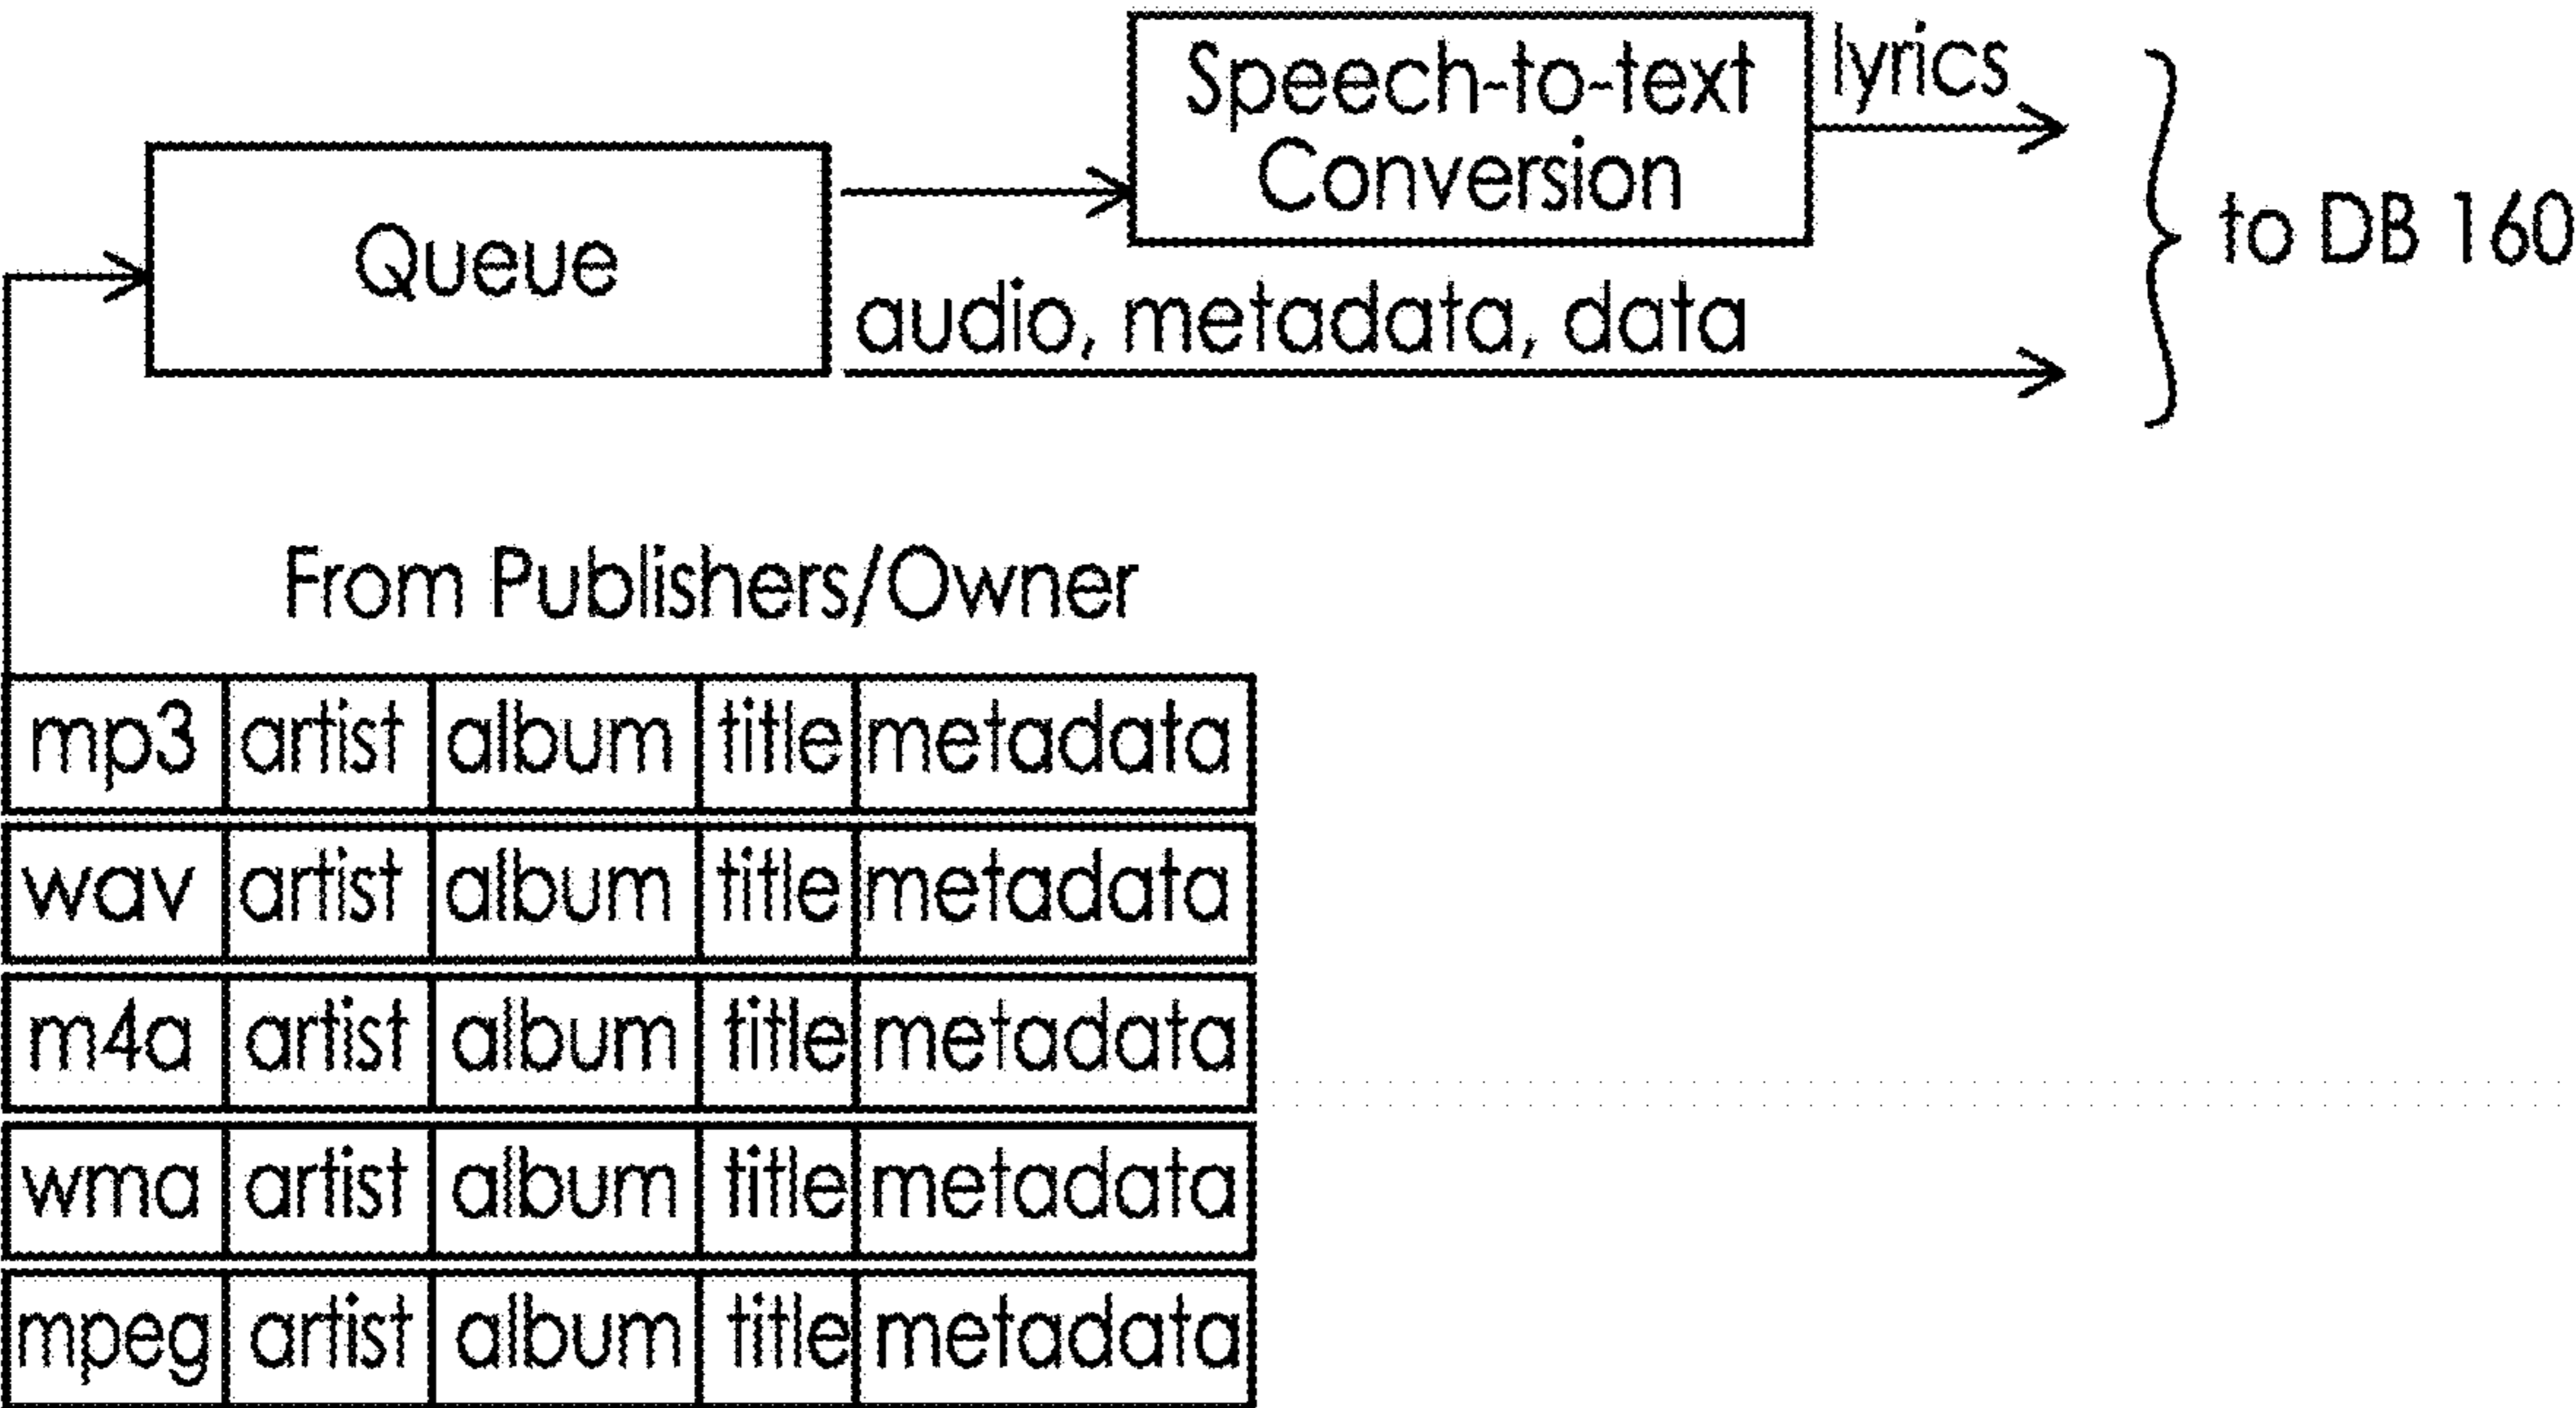 Speech-to-text
Conversion
lyrics
Queue
to DB 160
audio, metadata, data
From Publishers/Owner
mp3 artist album title metadata
wav artist album title metadata
m4a artist album title metadata
wma artist album title metadata
mpeg artist album title metadata